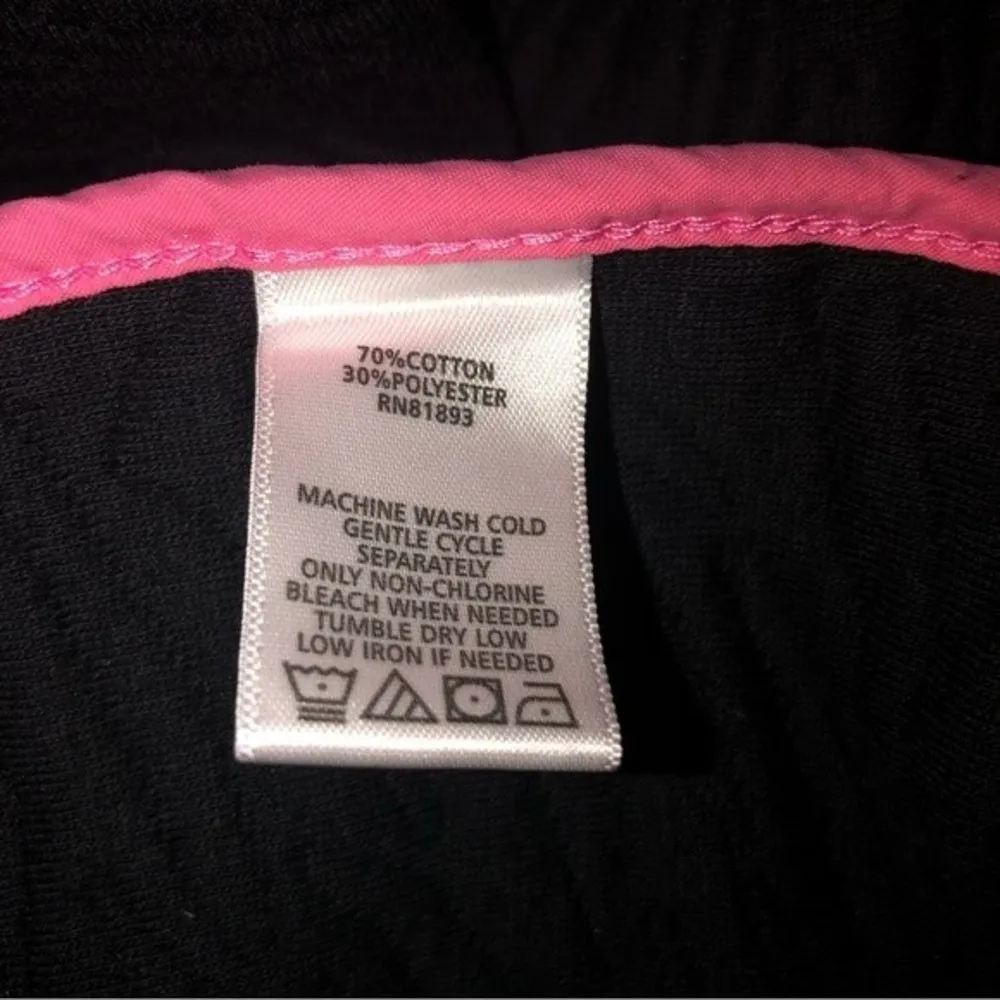 70%COTTON
30%POLYESTER
RN81893
MACHINE WASH COLD
GENTLE CYCLE
SEPARATELY
ONLY NON-CHLORINE
BLEACH WHEN NEEDED
TUMBLE DRY LOW
LOW IRON IF NEEDED